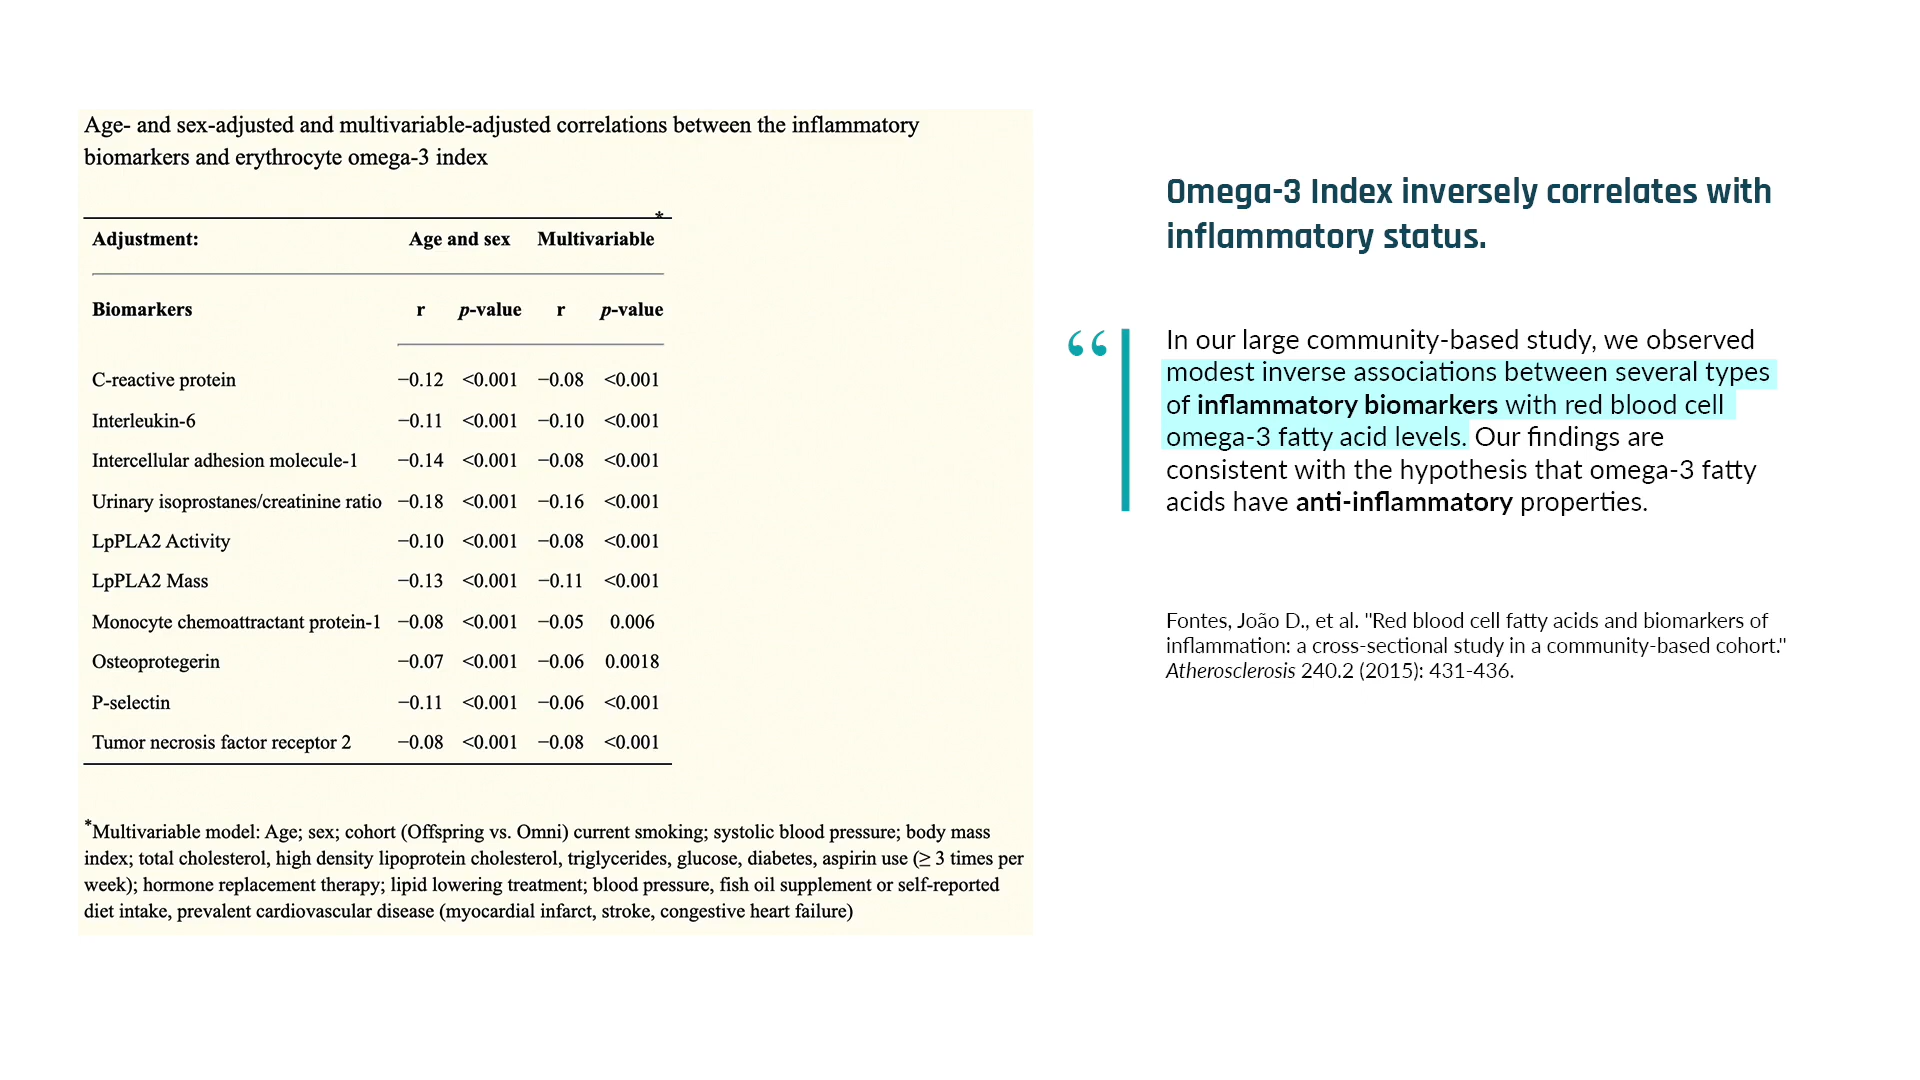 Age- and sex-adjusted and multivariable-adjusted correlations between the inflammatory
biomarkers and erythrocyte omega-3 index
*
Adjustment: Age and sex Multivariable
Biomarkers r p-value r p-value
C-reactive protein −0.12 <0.001 −0.08 <0.001
Interleukin-6 −0.11 <0.001 −0.10 <0.001
Intercellular adhesion molecule-1 −0.14 <0.001 −0.08 <0.001
Urinary isoprostanes/creatinine ratio −0.18 <0.001 −0.16 <0.001
LpPLA2 Activity −0.10 <0.001 −0.08 <0.001
LpPLA2 Mass −0.13 <0.001 −0.11 <0.001
Monocyte chemoattractant protein-1 −0.08 <0.001 −0.05 0.006
Osteoprotegerin −0.07 <0.001 −0.06 0.0018
P-selectin −0.11 <0.001 −0.06 <0.001
Tumor necrosis factor receptor 2 −0.08 <0.001 −0.08 <0.001
*Multivariable model: Age; sex; cohort (Offspring vs. Omni) current smoking; systolic blood pressure; body mass
index; total cholesterol, high density lipoprotein cholesterol, triglycerides, glucose, diabetes, aspirin use (≥ 3 times per
week); hormone replacement therapy; lipid lowering treatment; blood pressure, fish oil supplement or self-reported
diet intake, prevalent cardiovascular disease (myocardial infarct, stroke, congestive heart failure)
Omega-3 Index inversely correlates with
inflammatory status.
“
In our large community-based study, we observed
modest inverse associations between several types
of inflammatory biomarkers with red blood cell
omega-3 fatty acid levels. Our findings are
consistent with the hypothesis that omega-3 fatty
acids have anti-inflammatory properties.
Fontes, João D., et al. "Red blood cell fatty acids and biomarkers of
inflammation: a cross-sectional study in a community-based cohort."
Atherosclerosis 240.2 (2015): 431-436.